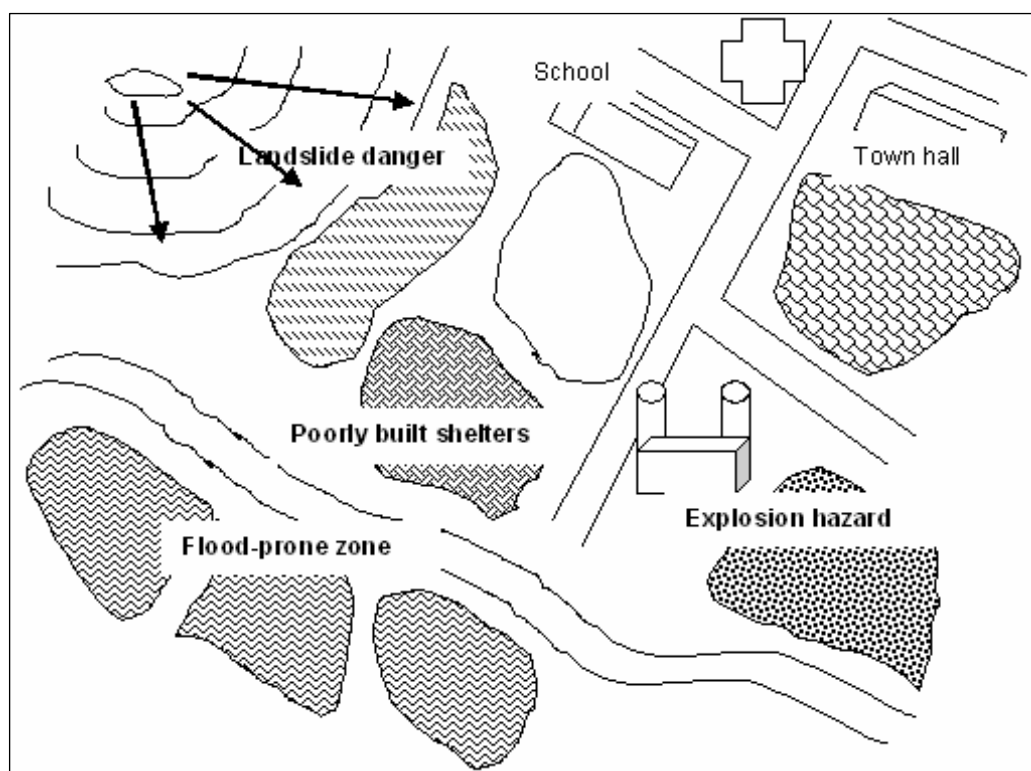 School
Landslide danger
Town hall
Poorly built shelters
Explosion hazard
Flood-prone zone